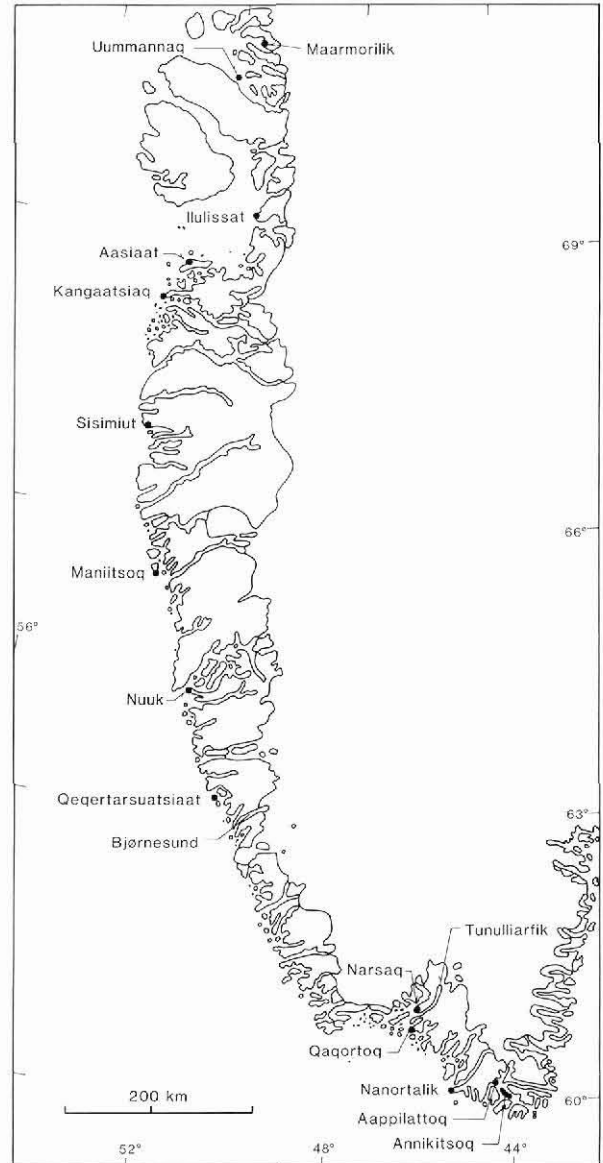 Uummannaq
Maarmorilik
Ilulissat
69°
Aasiaat
Kangaatsiaq
Sisimiut
66°
Maniitsoq
56°
Nuuk
Qeqertarsuatsiaat
63°
Bjørnesund
Tunulliarfik
Narsaq
Qaqortoq
Nanortalik
60°
200 km
Aappilattoq
Annikitsoq
52°
48°
44°